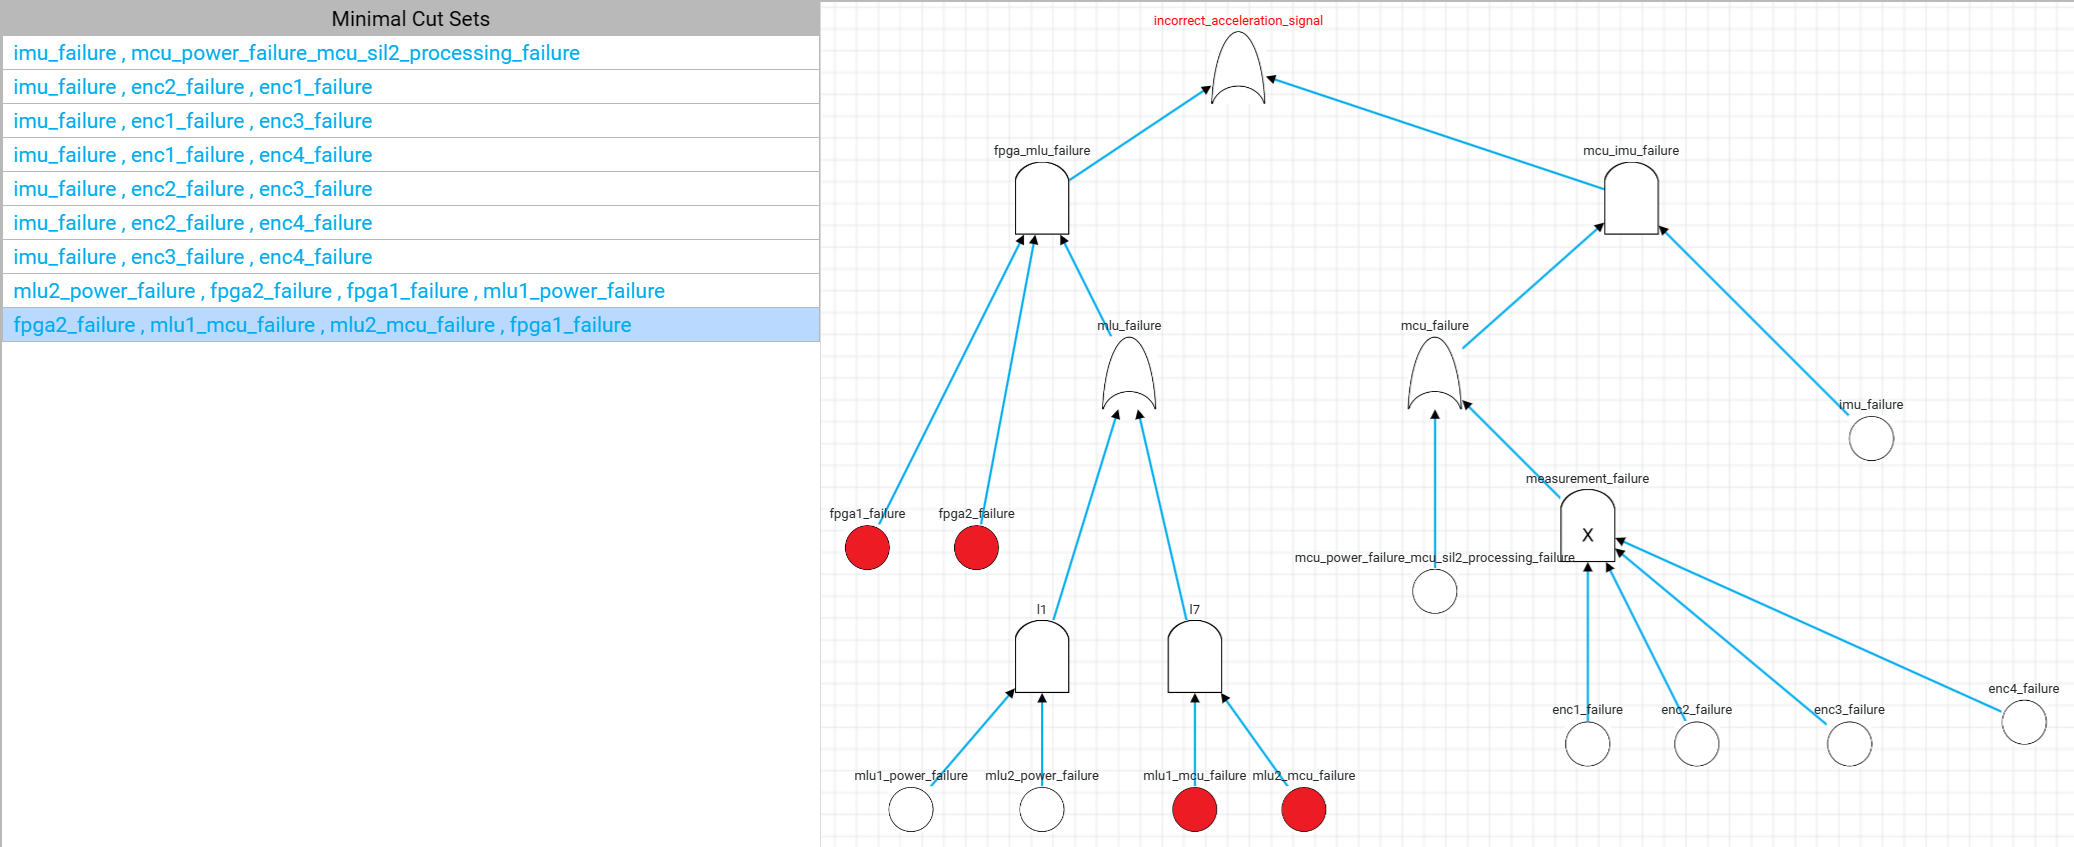 Minimal Cut Sets
imu_failure , mcu_power_failure_mcu_sil2_processing_failure
imu_failure , enc2_failure , enc1_failure
imu_failure , enc1_failure , enc3_failure
imu_failure , enc1_failure , enc4_failure
imu_failure , enc2_failure , enc3_failure
imu_failure , enc2_failure , enc4_failure
imu_failure , enc3_failure , enc4_failure
mlu2_power_failure , fpga2_failure , fpga1_failure , mlu1_power_failure
fpga2_failure , mlu1_mcu_failure , mlu2_mcu_failure , fpga1_failure
incorrect_acceleration_signal
fpga_mlu_failure
mcu_imu_failure
mlu_failure
mcu_failure
imu_failure
measurement_failure
X
fpga1_failure
fpga2_failure
mcu_power_failure_mcu_sil2_processing_failure
l1
l7
enc1_failure
enc2_failure
enc3_failure
enc4_failure
mlu1_power_failure
mlu2_power_failure
mlu1_mcu_failure
mlu2_mcu_failure